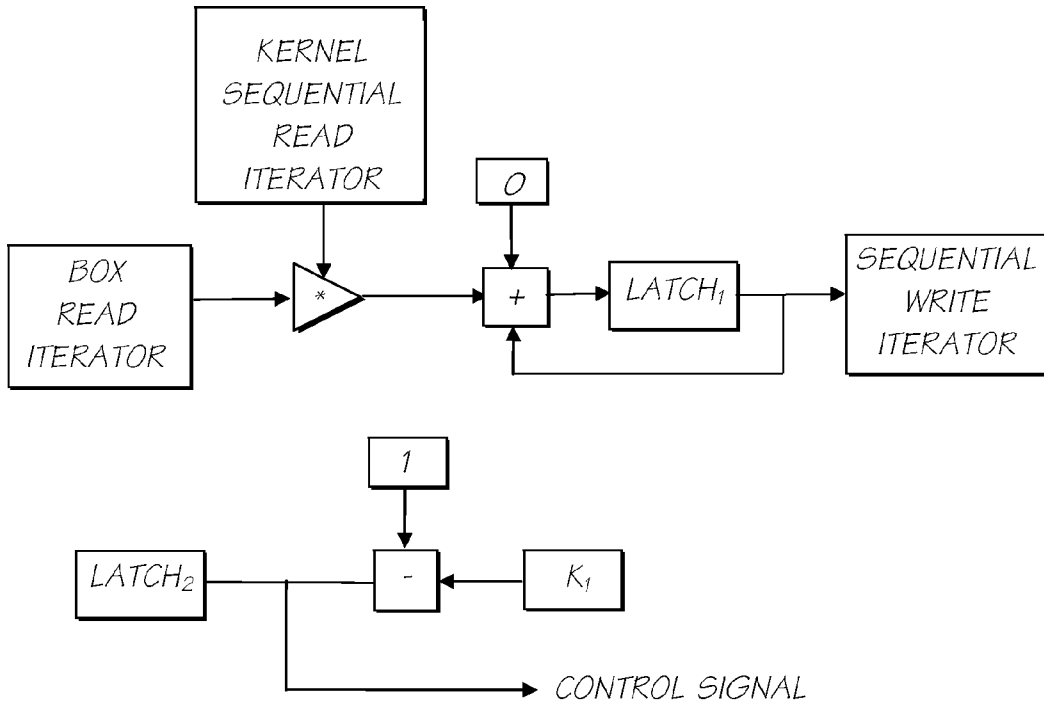 KERNEL
SEQUENTIAL
READ
ITERATOR
0
BOX
READ
ITERATOR
*
+
LATCH₁
SEQUENTIAL
WRITE
ITERATOR
1
LATCH₂
-
K₁
CONTROL SIGNAL